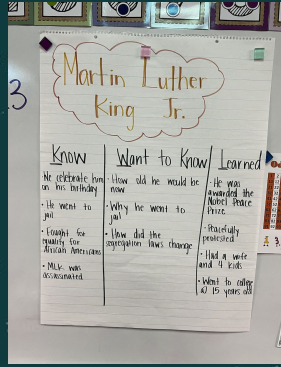 3
Martin Luther
King Jr.
Know
We celebrate him
on his birthday
• He went to
jail
• Fought for
equality for
African Americans
• MLK was
assassinated
Want to Know
• How old he would be
now
• Why he went to
jail
• How did the
segregation laws change
Learned
• He was
awarded the
Nobel Peace
Prize
• Peacefully
protested
• Had a wife
and 4 kids
• Went to college
@ 15 years old